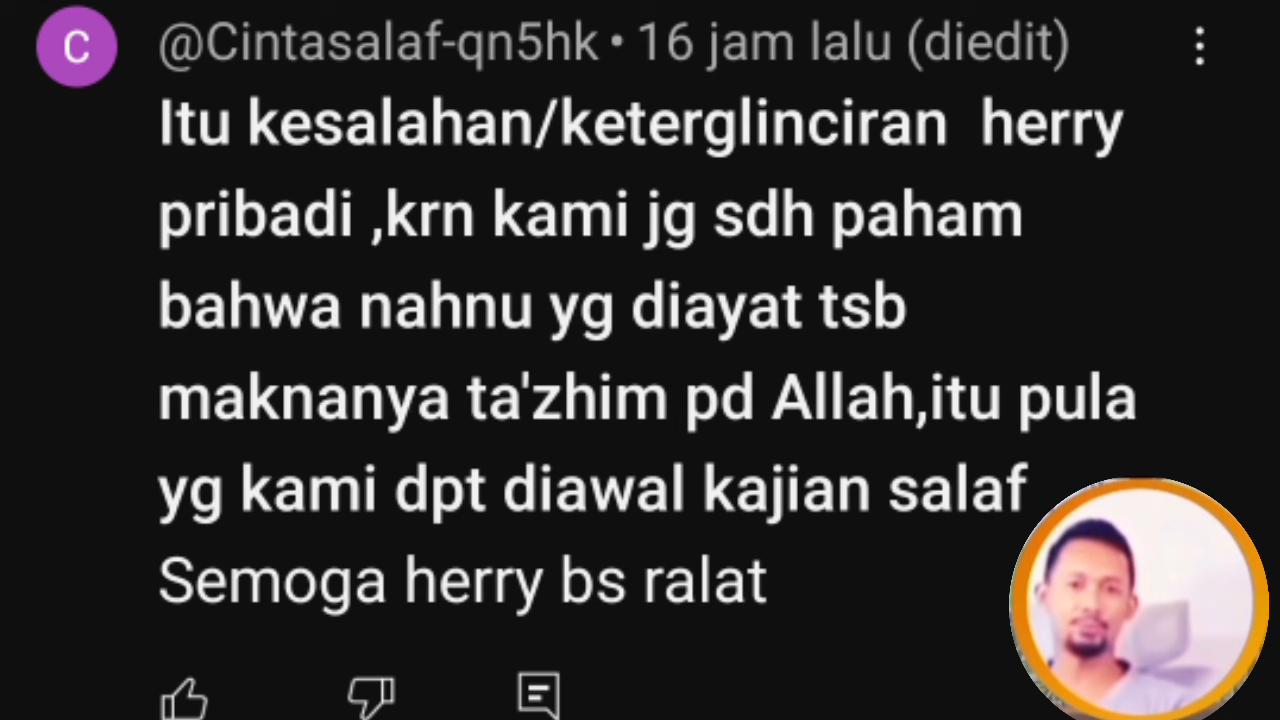 C
@Cintasalaf-qn5hk • 16 jam lalu (diedit)
Itu kesalahan/keterglinciran herry
pribadi ,krn kami jg sdh paham
bahwa nahnu yg diayat tsb
maknanya ta'zhim pd Allah,itu pula
yg kami dpt diawal kajian salaf
Semoga herry bs ralat